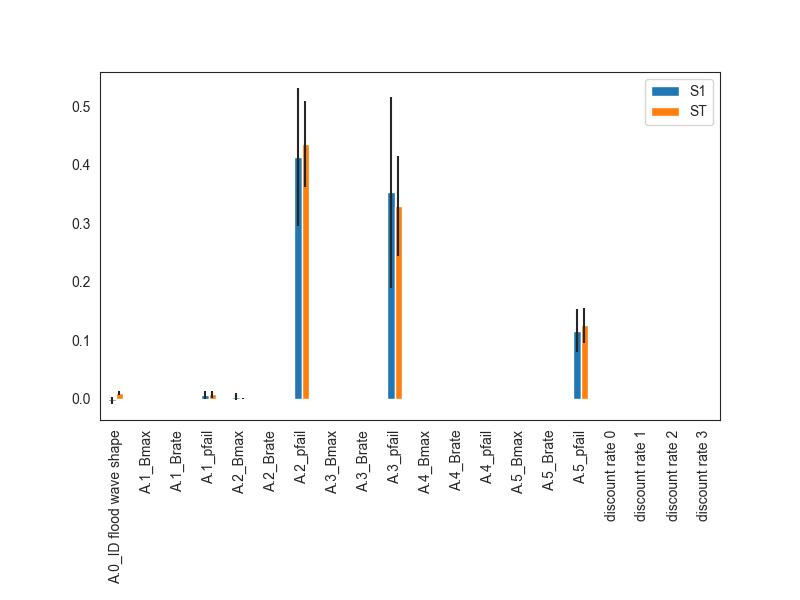 S1
ST
0.5
0.4
0.3
0.2
0.1
0.0
A.0_ID flood wave shape
A.1_Bmax
A.1_Brate
A.1_pfail
A.2_Bmax
A.2_Brate
A.2_pfail
A.3_Bmax
A.3_Brate
A.3_pfail
A.4_Bmax
A.4_Brate
A.4_pfail
A.5_Bmax
A.5_Brate
A.5_pfail
discount rate 0
discount rate 1
discount rate 2
discount rate 3